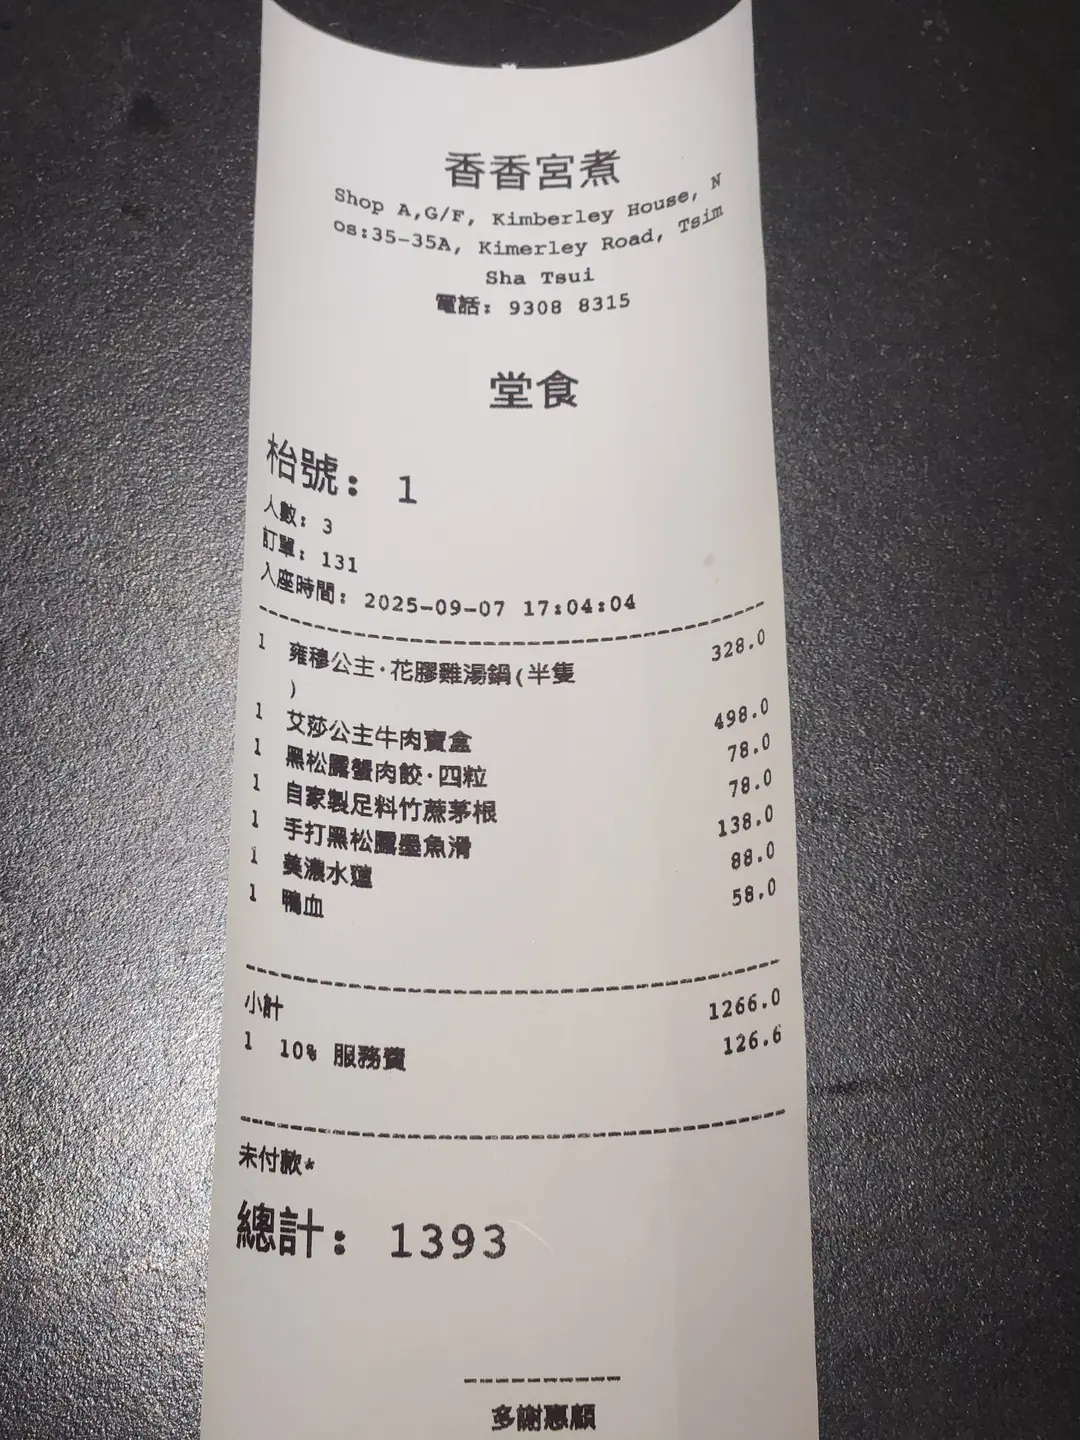 香香宮煮
Shop A,G/F, Kimberley House, N
os:35-35A, Kimerley Road, Tsim
Sha Tsui
電話: 9308 8315
堂食
枱號: 1
人數: 3
訂單: 131
入座時間: 2025-09-07 17:04:04
1 雍穆公主·花膠雞湯鍋(半隻 328.0
)
1 艾莎公主牛肉寶盒 498.0
1 黑松露蟹肉餃·四粒 78.0
1 自家製足料竹蔗茅根 78.0
1 手打黑松露墨魚滑 138.0
1 美濃水蓮 88.0
1 鴨血 58.0
小計 1266.0
1 10% 服務費 126.6
未付款*
總計: 1393
多謝惠顧